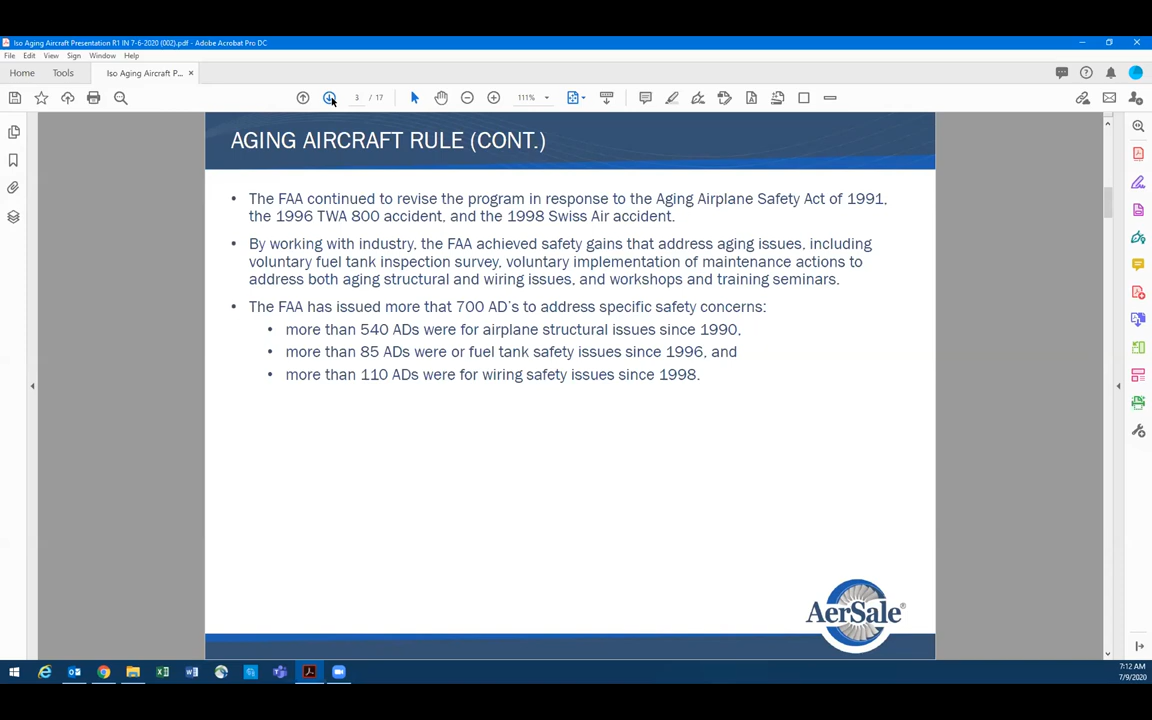 Iso Aging Aircraft Presentation R1 IN 7-6-2020 (002).pdf - Adobe Acrobat Pro DC
File Edit View Sign Window Help
Home Tools Iso Aging Aircraft P... ×
3 / 17 111%
AGING AIRCRAFT RULE (CONT.)
• The FAA continued to revise the program in response to the Aging Airplane Safety Act of 1991,
the 1996 TWA 800 accident, and the 1998 Swiss Air accident.
• By working with industry, the FAA achieved safety gains that address aging issues, including
voluntary fuel tank inspection survey, voluntary implementation of maintenance actions to
address both aging structural and wiring issues, and workshops and training seminars.
• The FAA has issued more that 700 AD's to address specific safety concerns:
• more than 540 ADs were for airplane structural issues since 1990,
• more than 85 ADs were or fuel tank safety issues since 1996, and
• more than 110 ADs were for wiring safety issues since 1998.
AerSale®
7:12 AM
7/9/2020